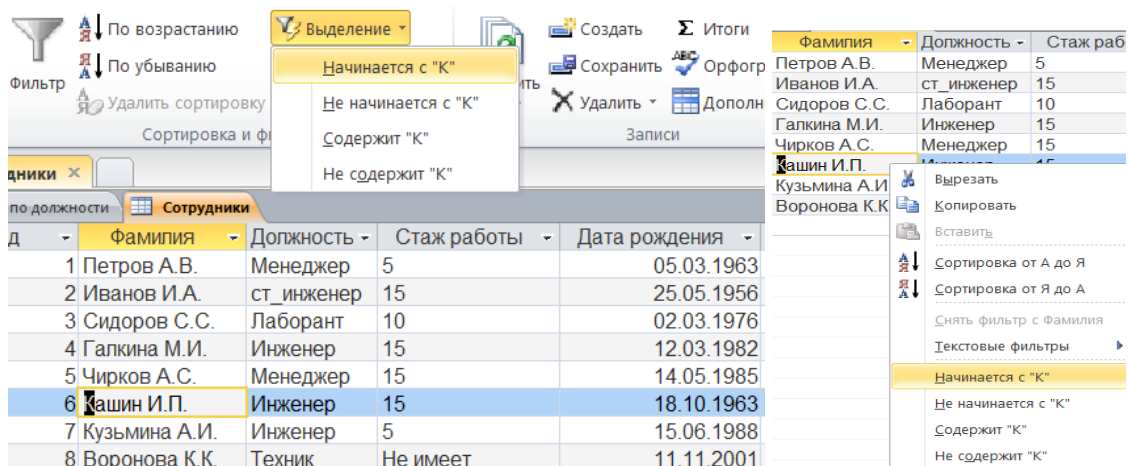 По возрастанию
По убыванию
Удалить сортировку
Фильтр
Сортировка и ф
Выделение
Начинается с "К"
Не начинается с "К"
Содержит "К"
Не содержит "К"
ить
Создать
Сохранить
Удалить
Итоги
Орфогр
Дополн
Записи
дники
по должности
Сотрудники
д Фамилия Должность Стаж работы Дата рождения
1 Петров А.В. Менеджер 5 05.03.1963
2 Иванов И.А. ст_инженер 15 25.05.1956
3 Сидоров С.С. Лаборант 10 02.03.1976
4 Галкина М.И. Инженер 15 12.03.1982
5 Чирков А.С. Менеджер 15 14.05.1985
6 Кашин И.П. Инженер 15 18.10.1963
7 Кузьмина А.И. Инженер 5 15.06.1988
8 Воронова К.К. Техник Не имеет 11.11.2001
Фамилия Должность Стаж раб
Петров А.В. Менеджер 5
Иванов И.А. ст_инженер 15
Сидоров С.С. Лаборант 10
Галкина М.И. Инженер 15
Чирков А.С. Менеджер 15
Кашин И.П.
Кузьмина А.И
Воронова К.К
Вырезать
Копировать
Вставить
Сортировка от А до Я
Сортировка от Я до А
Снять фильтр с Фамилия
Текстовые фильтры
Начинается с "К"
Не начинается с "К"
Содержит "К"
Не содержит "К"